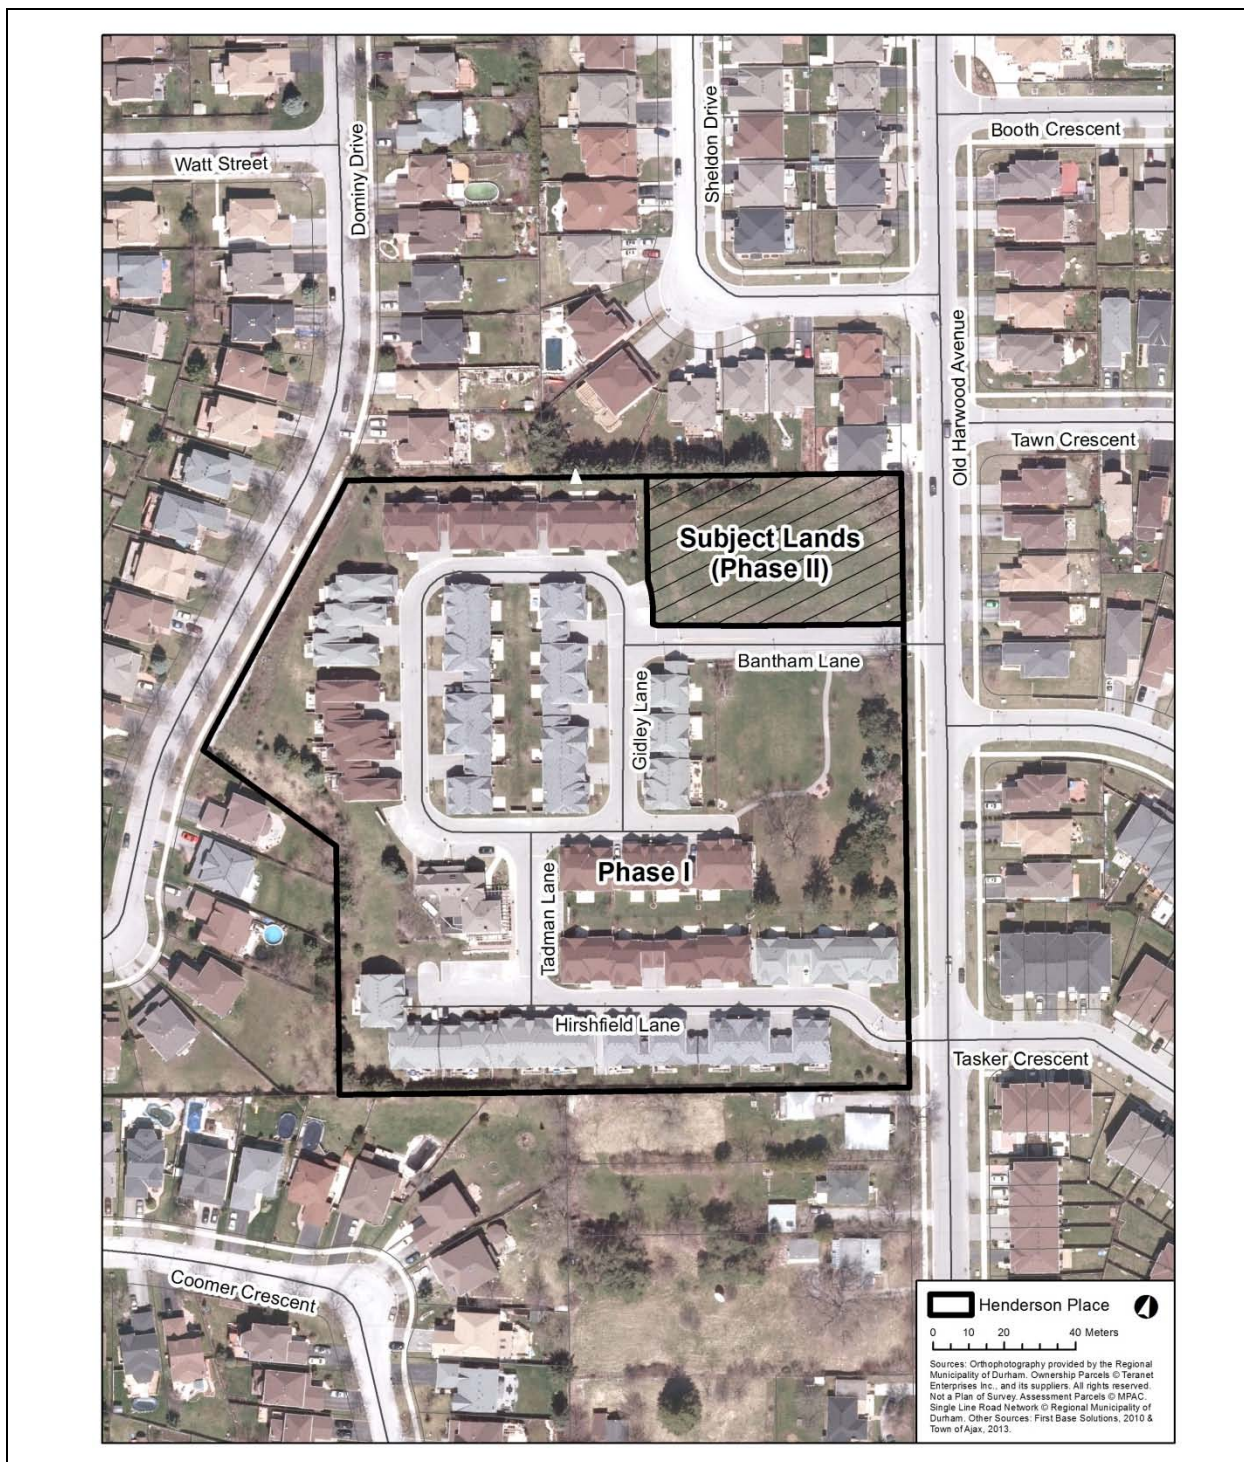 Watt Street
Dominy Drive
Sheldon Drive
Booth Crescent
Old Harwood Avenue
Tawn Crescent
Subject Lands
(Phase II)
Bantham Lane
Gidley Lane
Phase I
Tadman Lane
Hirshfield Lane
Tasker Crescent
Coomer Crescent
Henderson Place
0 10 20 40 Meters
Sources: Orthophotography provided by the Regional
Municipality of Durham. Ownership Parcels © Teranet
Enterprises Inc., and its suppliers. All rights reserved.
Not a Plan of Survey. Assessment Parcels © MPAC.
Single Line Road Network © Regional Municipality of
Durham. Other Sources: First Base Solutions, 2010 &
Town of Ajax, 2013.